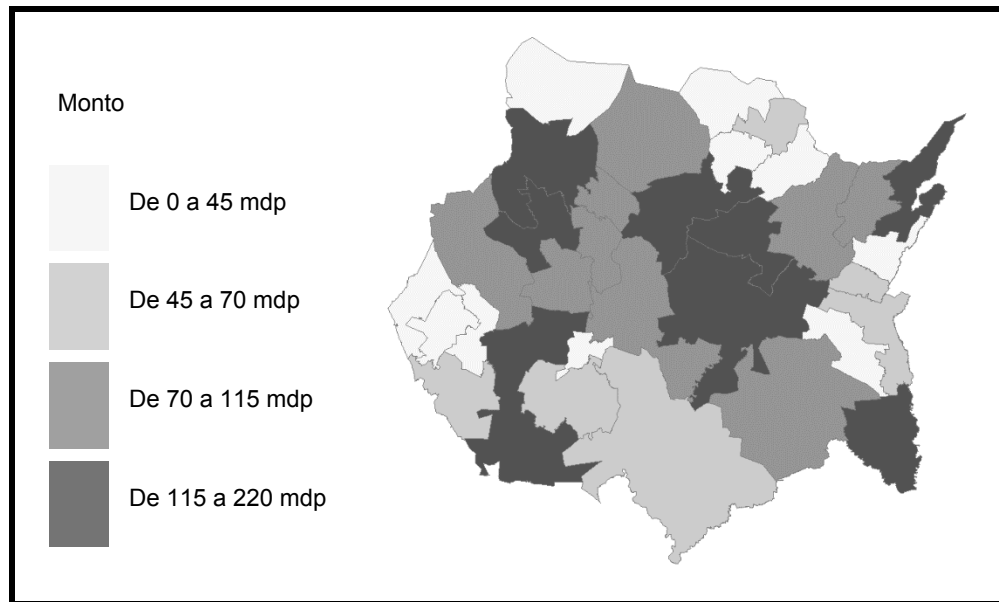 Monto
De 0 a 45 mdp
De 45 a 70 mdp
De 70 a 115 mdp
De 115 a 220 mdp